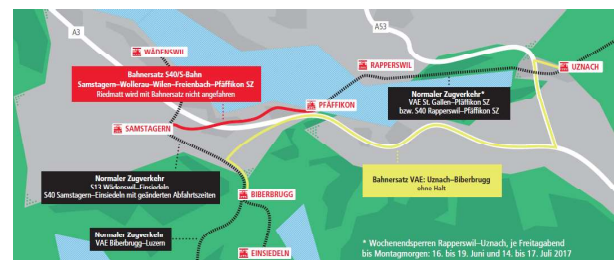 A3
A53
WÄDENSWIL
Bahnersatz S40/S-Bahn
Samstagern–Wollerau–Wilen–Freienbach–Pfäffikon SZ
Riedmatt wird mit Bahnersatz nicht angefahren
RAPPERSWIL
UZNACH
Normaler Zugverkehr*
VAE St. Gallen–Pfäffikon SZ
bzw. S40 Rapperswil–Pfäffikon SZ
PFÄFFIKON
SAMSTAGERN
Normaler Zugverkehr
S13 Wädenswil–Einsiedeln
S40 Samstagern–Einsiedeln mit geänderten Abfahrtszeiten
Bahnersatz VAE: Uznach–Biberbrugg
ohne Halt
BIBERBRUGG
Normaler Zugverkehr
VAE Biberbrugg–Luzern
EINSIEDELN
* Wochenendsperren Rapperswil–Uznach, je Freitagabend
bis Montagmorgen: 16. bis 19. Juni und 14. bis 17. Juli 2017